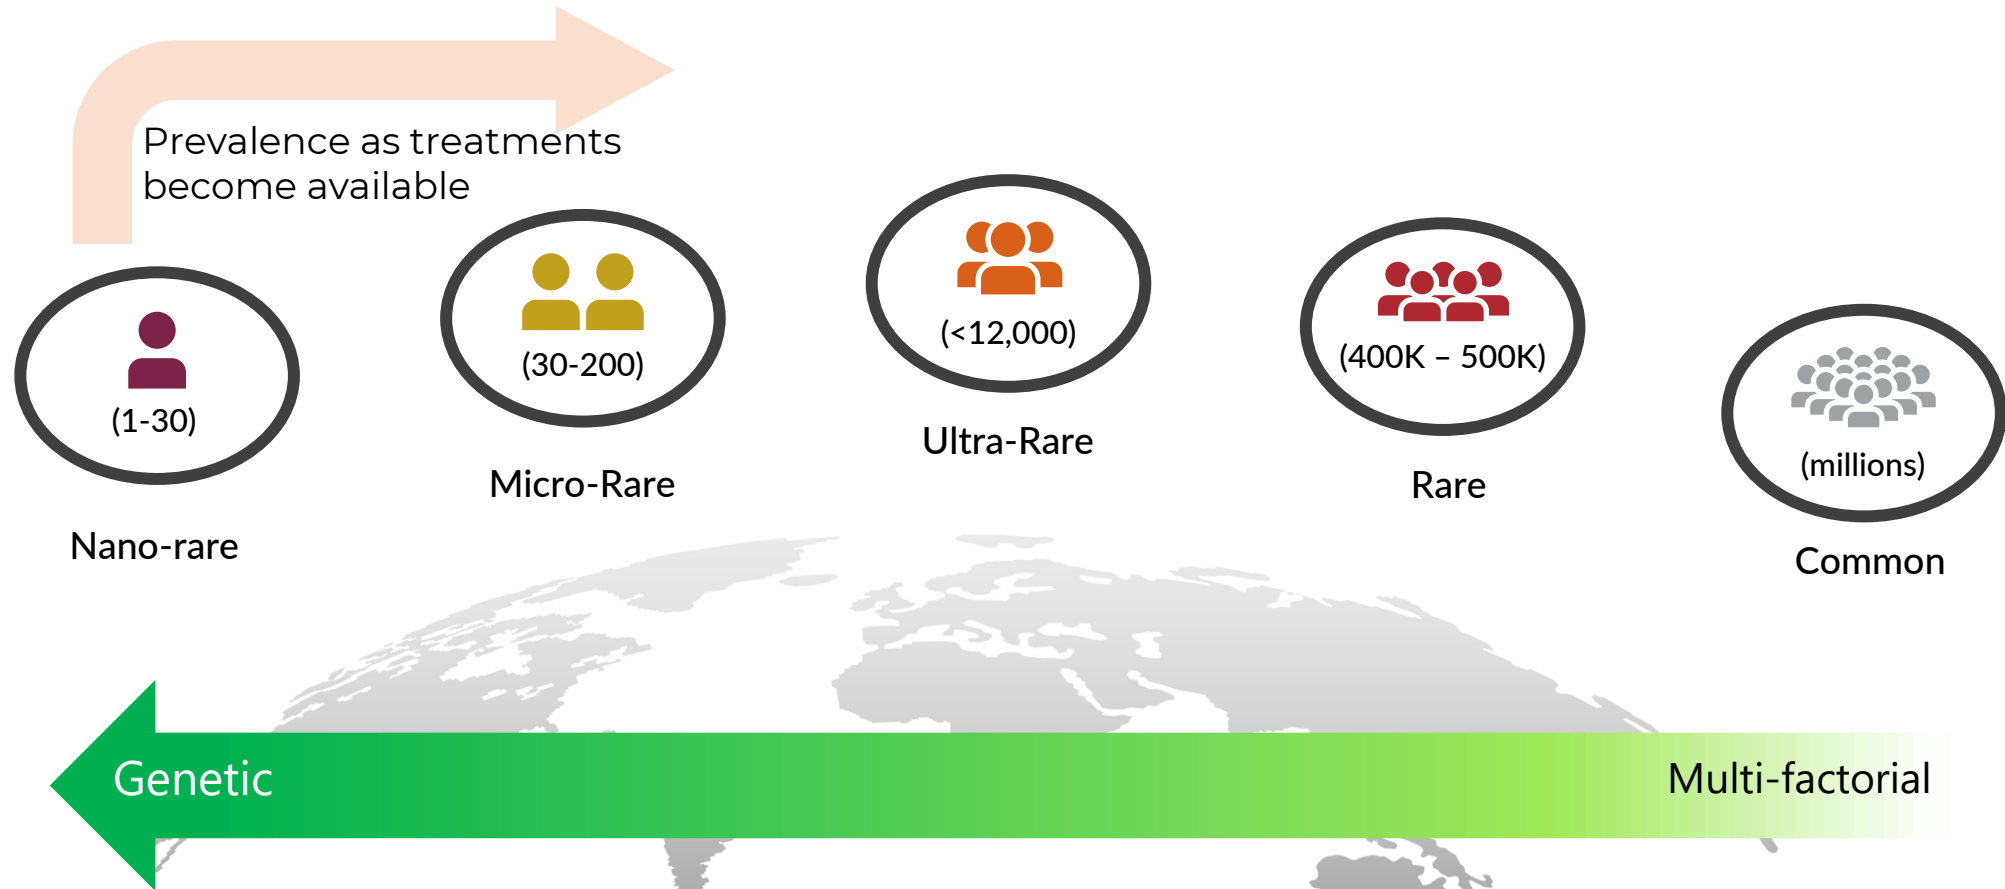 Prevalence as treatments
become available
(1-30)
Nano-rare
(30-200)
Micro-Rare
(<12,000)
Ultra-Rare
(400K – 500K)
Rare
(millions)
Common
Genetic
Multi-factorial